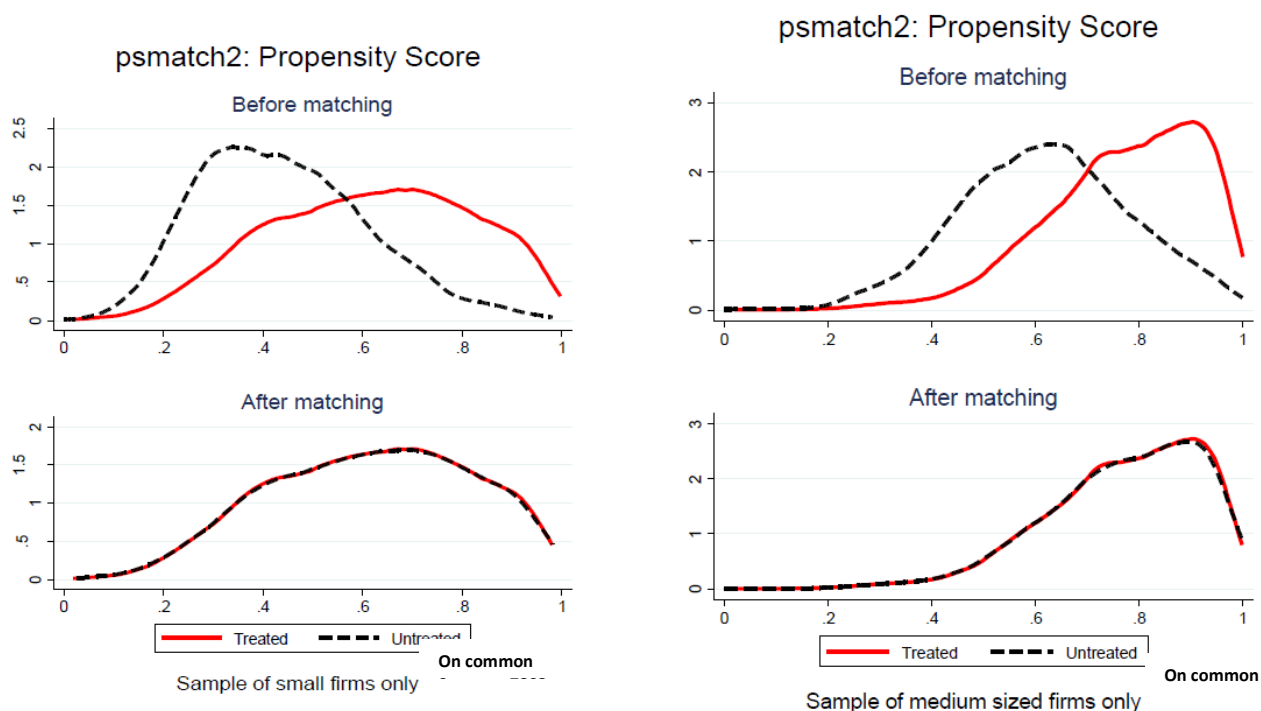 psmatch2: Propensity Score
Before matching
0 .5 1 1.5 2 2.5
0 .2 .4 .6 .8 1
After matching
0 .5 1 1.5 2
0 .2 .4 .6 .8 1
Treated Untreated
On common
Sample of small firms only
psmatch2: Propensity Score
Before matching
0 1 2 3
0 .2 .4 .6 .8 1
After matching
0 1 2 3
0 .2 .4 .6 .8 1
Treated Untreated
On common
Sample of medium sized firms only